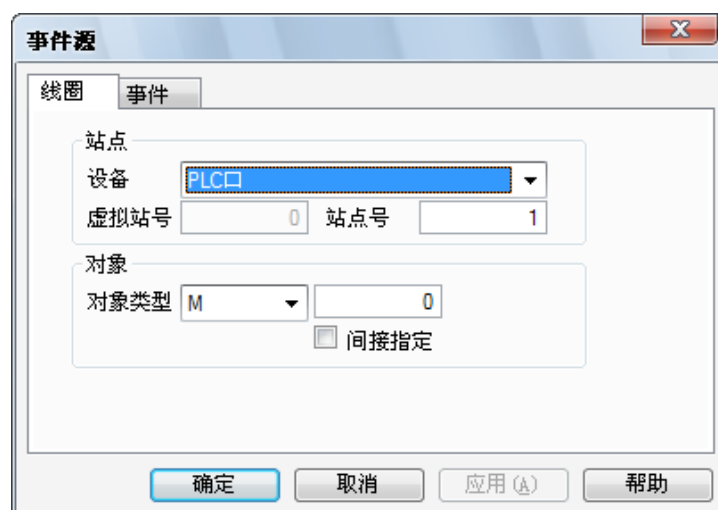 事件源
线圈 事件
站点
设备 PLC口
虚拟站号 0 站点号 1
对象
对象类型 M 0
间接指定
确定 取消 应用(A) 帮助